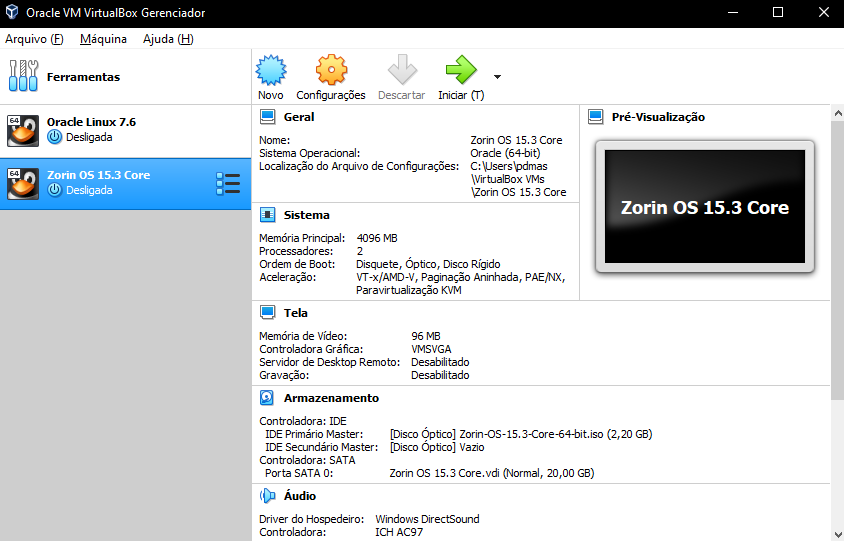 Oracle VM VirtualBox Gerenciador
Arquivo (F) Máquina Ajuda (H)
Ferramentas
64 Oracle Linux 7.6
Desligada
64 Zorin OS 15.3 Core
Desligada
Novo Configurações Descartar Iniciar (T)
Geral
Nome: Zorin OS 15.3 Core
Sistema Operacional: Oracle (64-bit)
Localização do Arquivo de Configurações: C:\Users\pdmas
\VirtualBox VMs
\Zorin OS 15.3 Core
Sistema
Memória Principal: 4096 MB
Processadores: 2
Ordem de Boot: Disquete, Óptico, Disco Rígido
Aceleração: VT-x/AMD-V, Paginação Aninhada, PAE/NX,
Paravirtualização KVM
Pré-Visualização
Zorin OS 15.3 Core
Tela
Memória de Vídeo: 96 MB
Controladora Gráfica: VMSVGA
Servidor de Desktop Remoto: Desabilitado
Gravação: Desabilitado
Armazenamento
Controladora: IDE
IDE Primário Master: [Disco Óptico] Zorin-OS-15.3-Core-64-bit.iso (2,20 GB)
IDE Secundário Master: [Disco Óptico] Vazio
Controladora: SATA
Porta SATA 0: Zorin OS 15.3 Core.vdi (Normal, 20,00 GB)
Áudio
Driver do Hospedeiro: Windows DirectSound
Controladora: ICH AC97